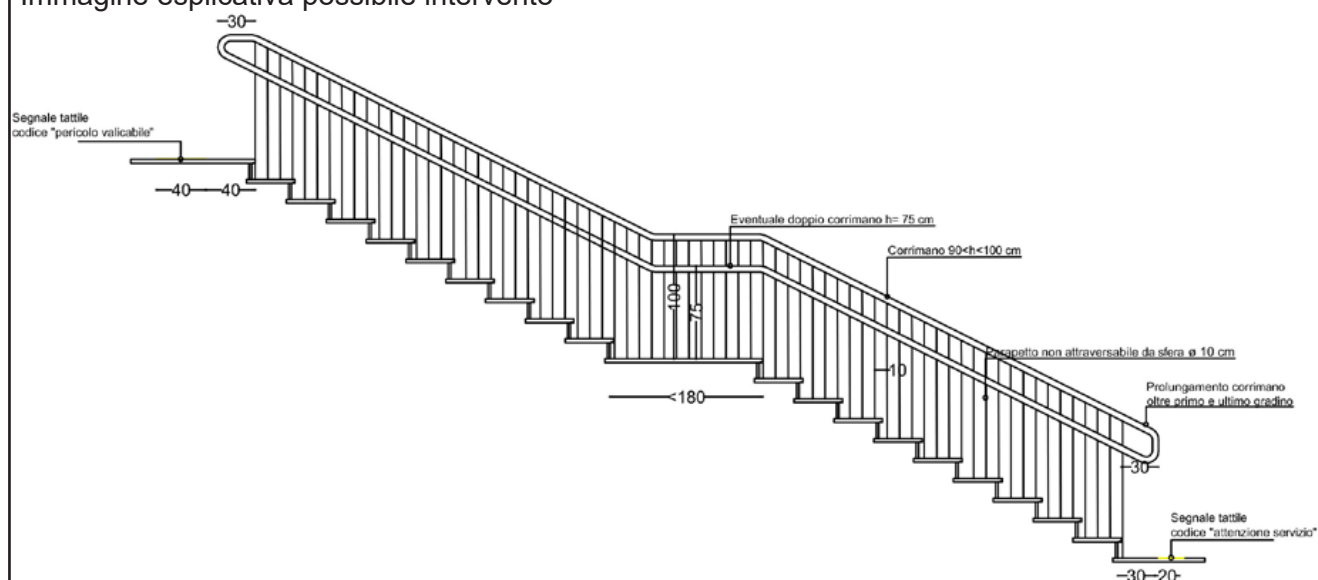 Immagine esplicativa possibile intervento
30
Segnale tattile
codice "pericolo valicabile"
40 40
Eventuale doppio corrimano h= 75 cm
Corrimano 90<h<100 cm
100
75
Parapetto non attraversabile da sfera ø 10 cm
10
<180
Prolungamento corrimano
oltre primo e ultimo gradino
30
Segnale tattile
codice "attenzione servizio"
30 20